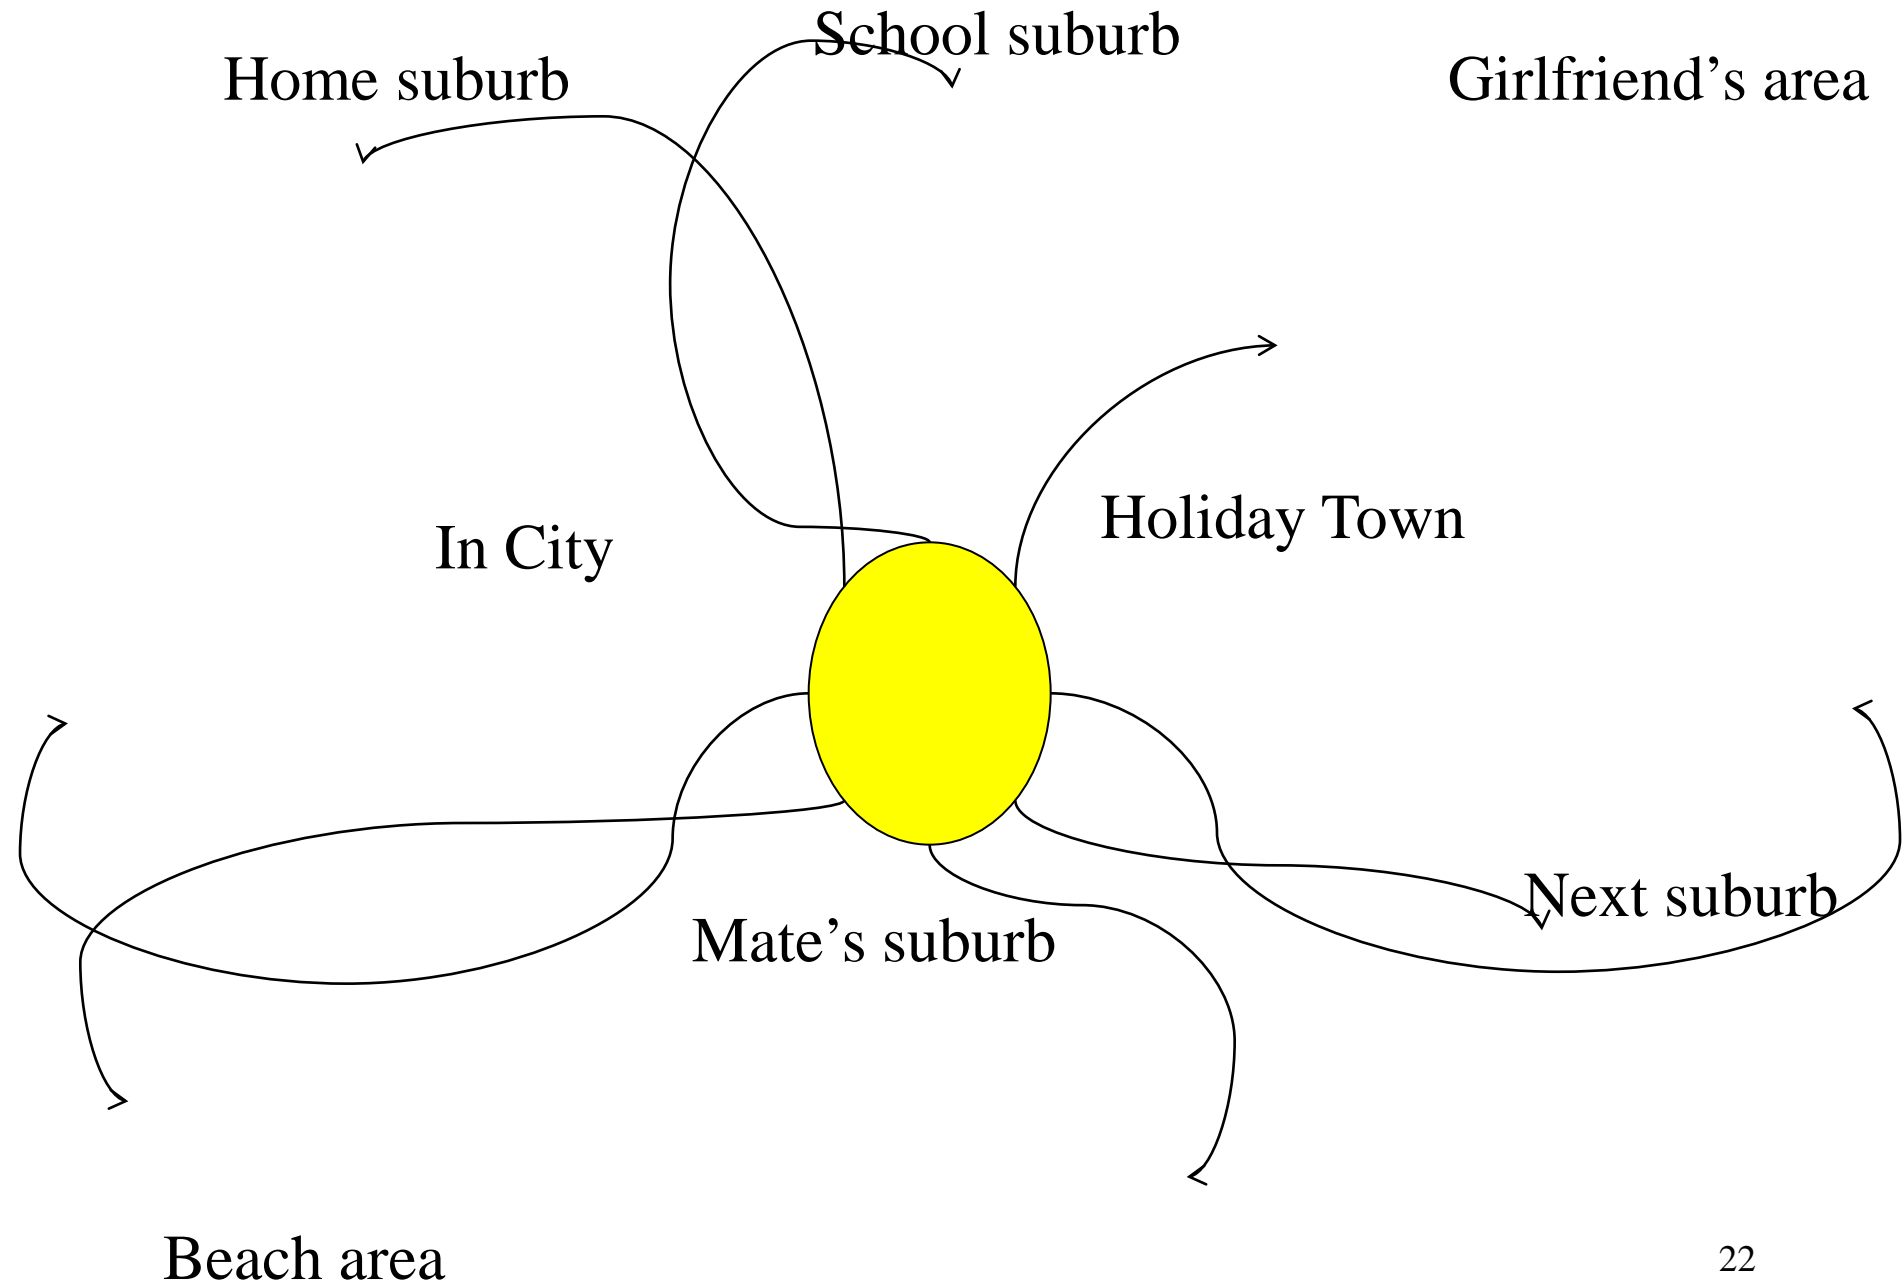 School suburb
Home suburb
Girlfriend’s area
Holiday Town
In City
Next suburb
Mate’s suburb
Beach area
22